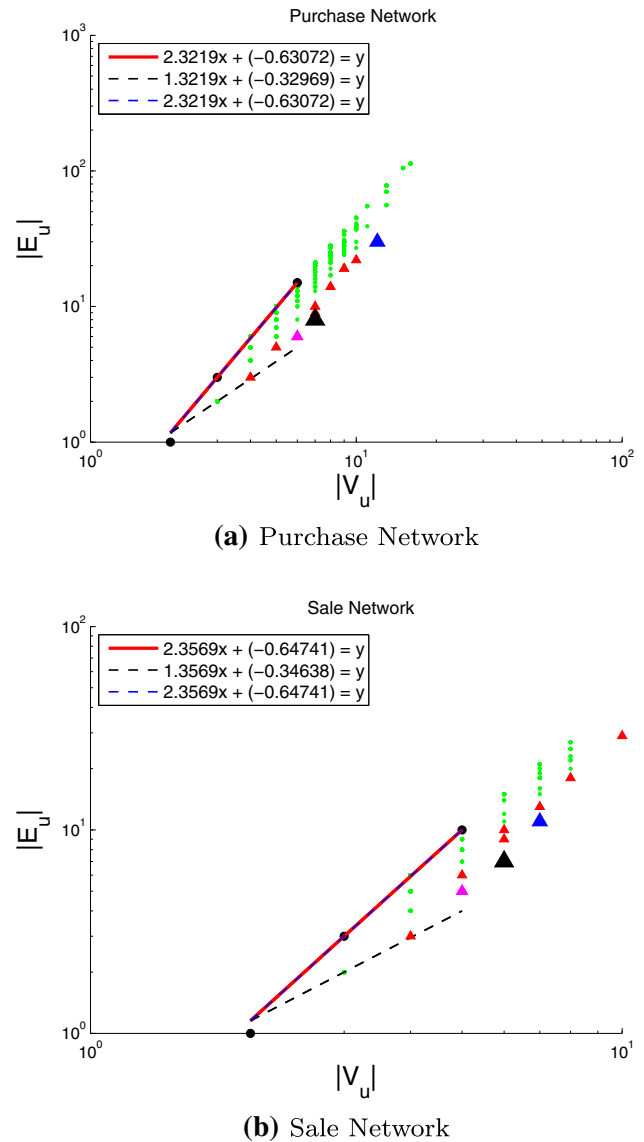 Purchase Network
10^3
2.3219x + (−0.63072) = y
1.3219x + (−0.32969) = y
2.3219x + (−0.63072) = y
10^2
|E_u|
10^1
10^0
10^0 10^1 10^2
|V_u|
(a) Purchase Network
Sale Network
10^2
2.3569x + (−0.64741) = y
1.3569x + (−0.34638) = y
2.3569x + (−0.64741) = y
|E_u|
10^1
10^0
10^0 10^1
|V_u|
(b) Sale Network